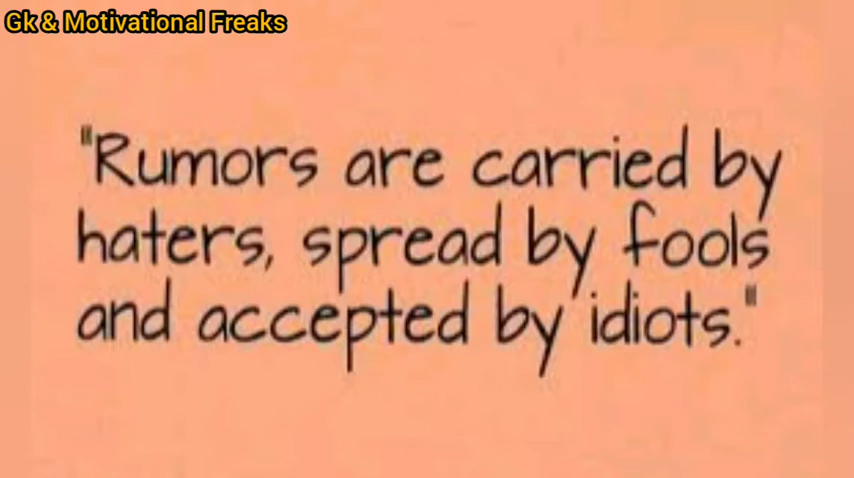 Gk & Motivational Freaks
"Rumors are carried by
haters, spread by fools
and accepted by idiots."